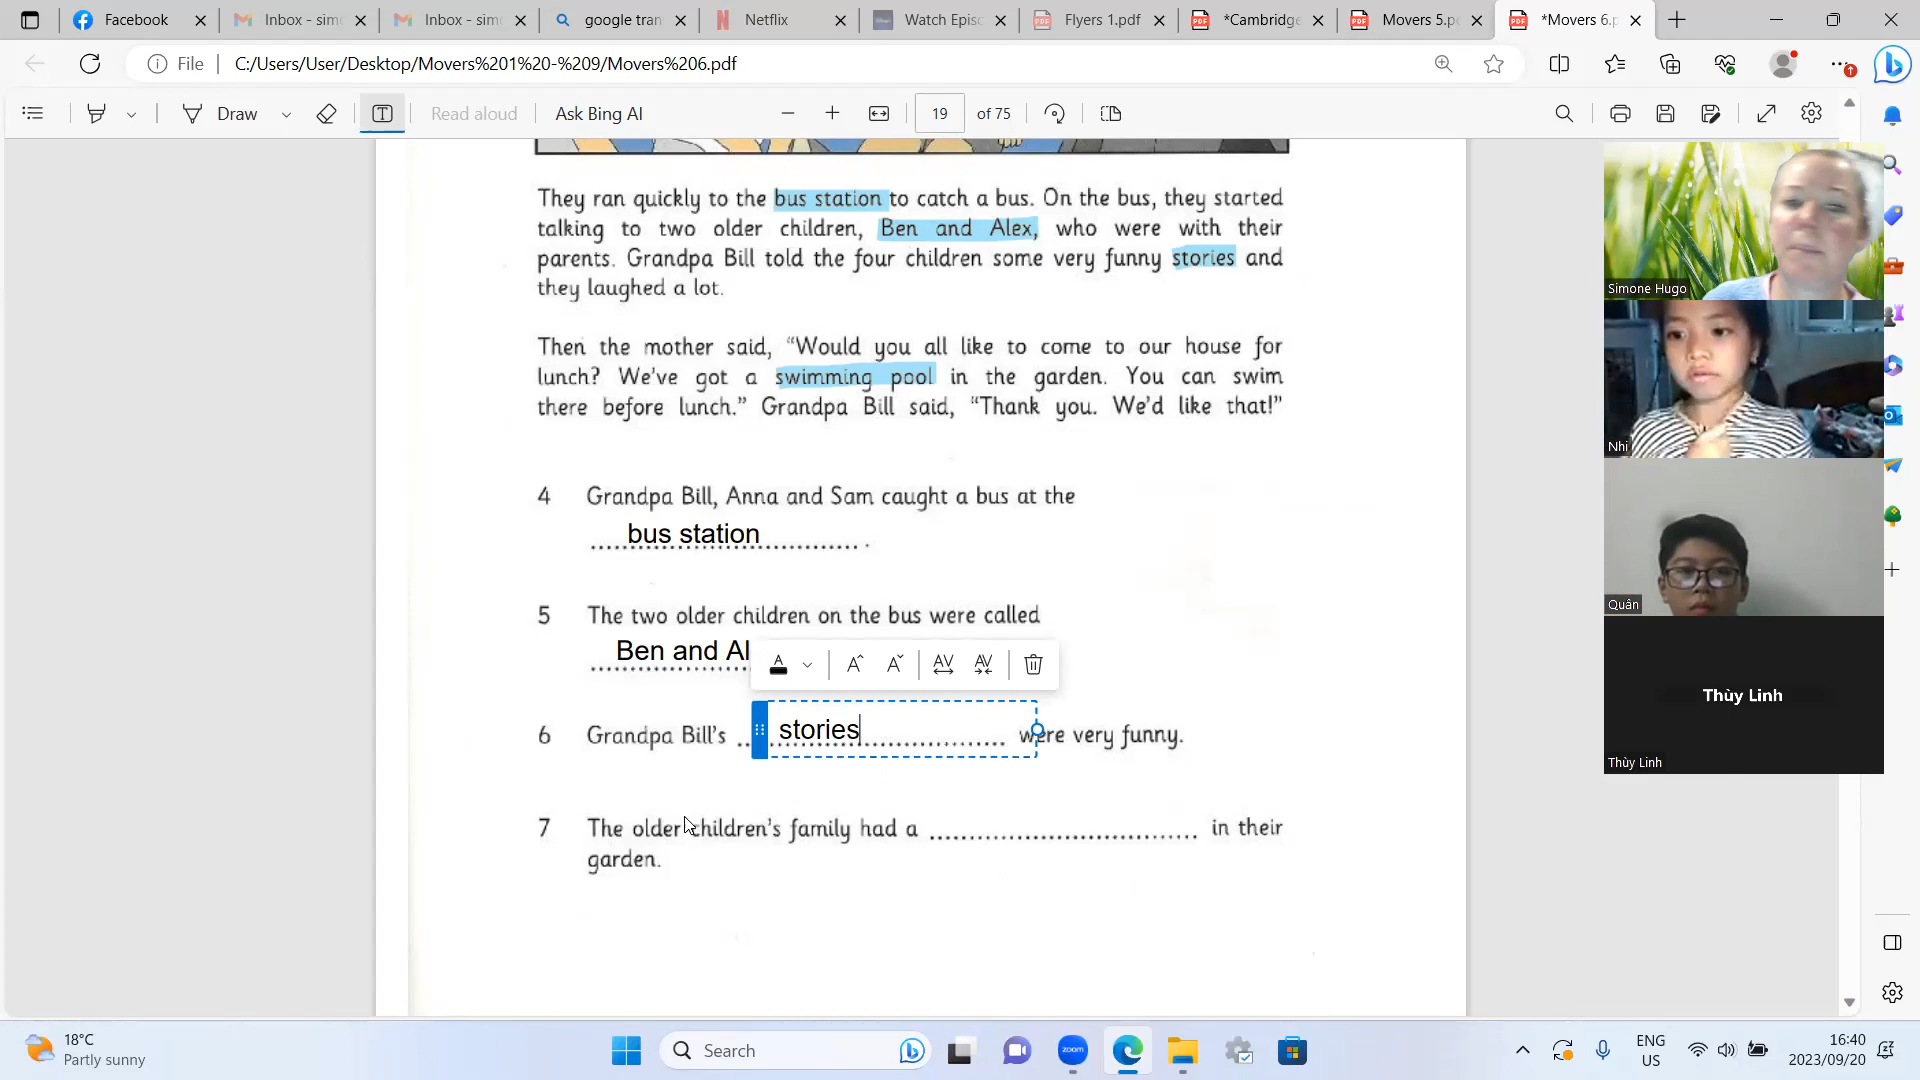 Facebook
Inbox - sim
Inbox - sim
google tran
Netflix
Watch Episo
Flyers 1.pdf
*Cambridge
Movers 5.p
*Movers 6.p
File
C:/Users/User/Desktop/Movers%201%20-%209/Movers%206.pdf
Draw
Read aloud
Ask Bing AI
19
of 75
They ran quickly to the bus station to catch a bus. On the bus, they started
talking to two older children, Ben and Alex, who were with their
parents. Grandpa Bill told the four children some very funny stories and
they laughed a lot.
Then the mother said, “Would you all like to come to our house for
lunch? We’ve got a swimming pool in the garden. You can swim
there before lunch.” Grandpa Bill said, “Thank you. We’d like that!”
4 Grandpa Bill, Anna and Sam caught a bus at the
bus station .
5 The two older children on the bus were called
Ben and Al
6 Grandpa Bill’s stories were very funny.
7 The older children’s family had a ........................... in their
garden.
Simone Hugo
Nhi
Quân
Thùy Linh
Thùy Linh
18°C
Partly sunny
Search
zoom
ENG
US
16:40
2023/09/20